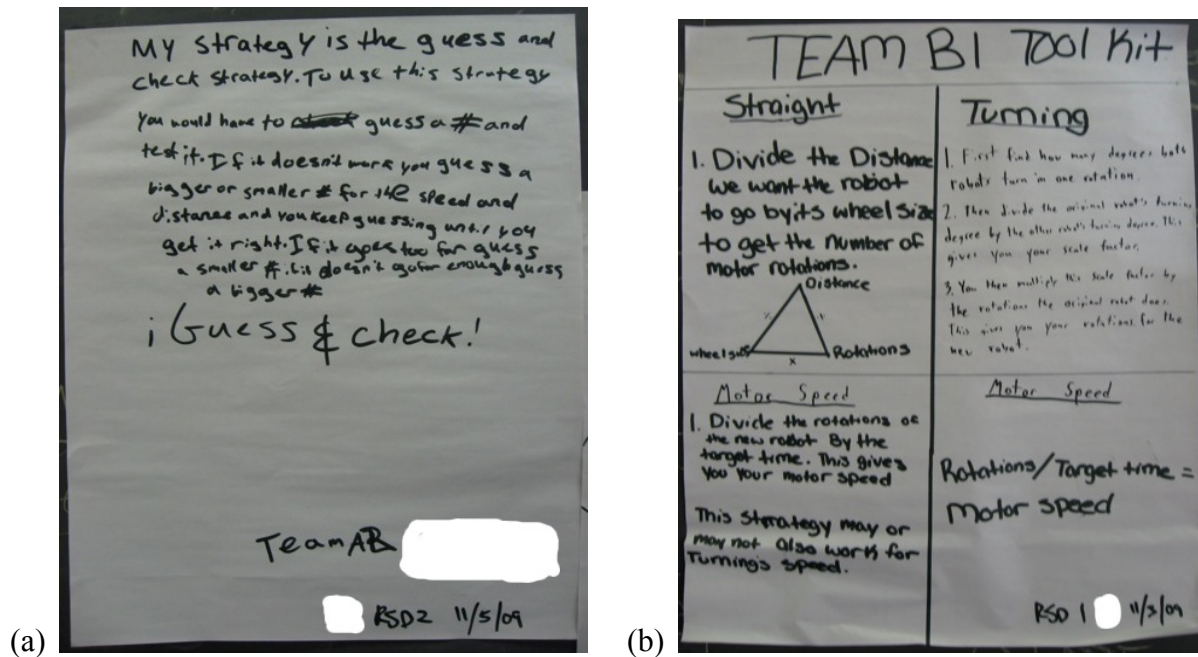 (a)
My strategy is the guess and
check strategy. To use this strategy
You would have to guess a # and
test it. If it doesn't work you guess a
bigger or smaller # for the speed and
distance and you keep guessing until you
get it right. If it goes too far guess
a smaller #. If it doesn't go far enough guess
a bigger #
¡ Guess & check!
Team AB
RSD2 11/5/09
(b)
TEAM B1 TOOl Kit
Straight
1. Divide the Distance
we want the robot
to go by its wheel size
to get the number of
motor rotations.
Distance
wheel size
x
Rotations
Turning
1. First find how many degrees both
robots turn in one rotation.
2. Then divide the original robot's turning
degree by the other robot's turning degree. This
gives you your scale factor.
3. You then multiply this scale factor by
the rotations the original robot does.
This gives you your rotations for the
new robot.
Motor Speed
1. Divide the rotations of
the new robot By the
target time. This gives
you your motor speed
This Strategy may or
may not also work for
Turning's speed.
Motor Speed
Rotations/Target time =
Motor speed
RSD 1 11/5/09